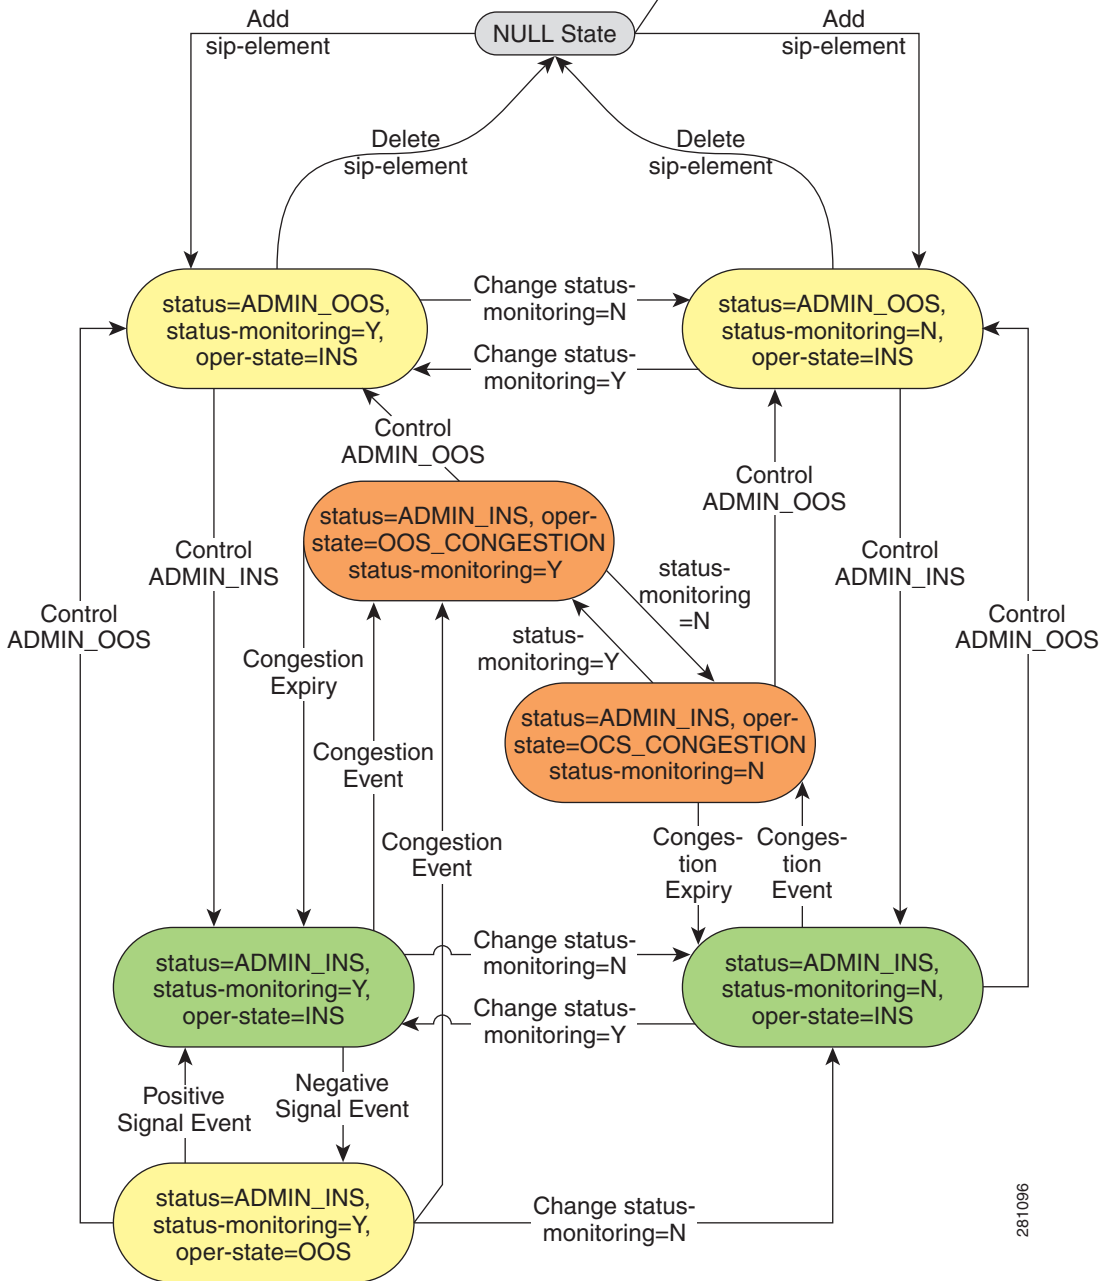 Add
sip-element
NULL State
Add
sip-element
Delete
sip-element
Delete
sip-element
status=ADMIN_OOS,
status-monitoring=Y,
oper-state=INS
Change status-
monitoring=N
status=ADMIN_OOS,
status-monitoring=N,
oper-state=INS
Change status-
monitoring=Y
Control
ADMIN_OOS
Control
ADMIN_OOS
status=ADMIN_INS, oper-
state=OOS_CONGESTION
status-monitoring=Y
Control
ADMIN_INS
Control
ADMIN_INS
status-
monitoring
=N
Control
ADMIN_OOS
Control
ADMIN_OOS
status-
monitoring=Y
Congestion
Expiry
status=ADMIN_INS, oper-
state=OCS_CONGESTION
status-monitoring=N
Congestion
Event
Congestion
Event
Conges-
tion
Expiry
Conges-
tion
Event
status=ADMIN_INS,
status-monitoring=Y,
oper-state=INS
Change status-
monitoring=N
status=ADMIN_INS,
status-monitoring=N,
oper-state=INS
Change status-
monitoring=Y
Positive
Signal Event
Negative
Signal Event
status=ADMIN_INS,
status-monitoring=Y,
oper-state=OOS
Change status-
monitoring=N
281096